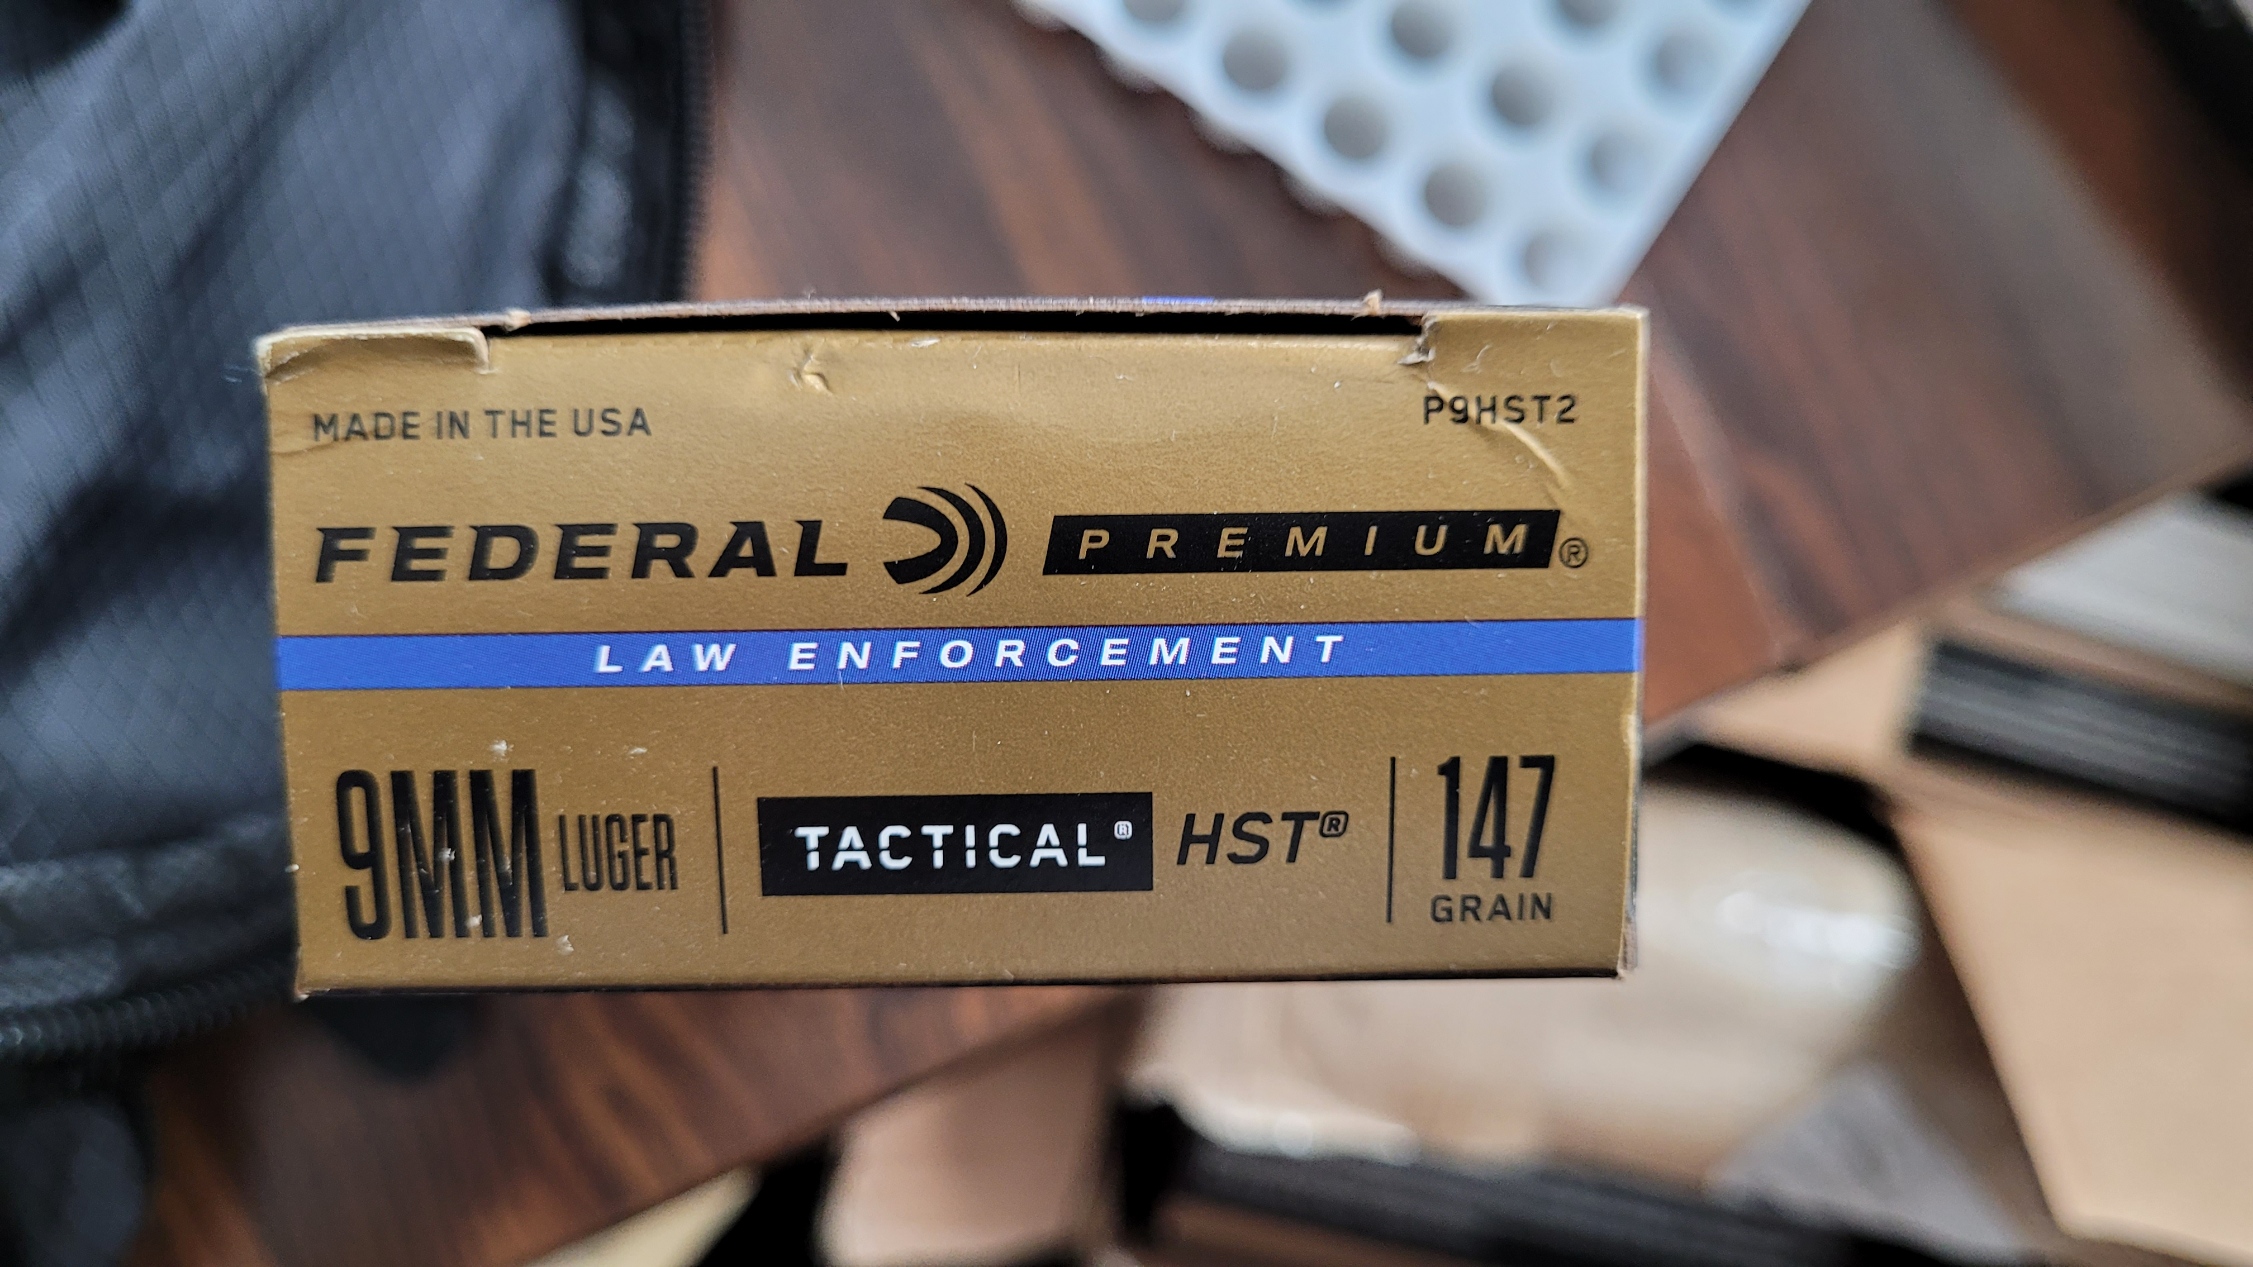 MADE IN THE USA P9HST2
FEDERAL PREMIUM®
LAW ENFORCEMENT
9MM LUGER TACTICAL® HST® 147
GRAIN